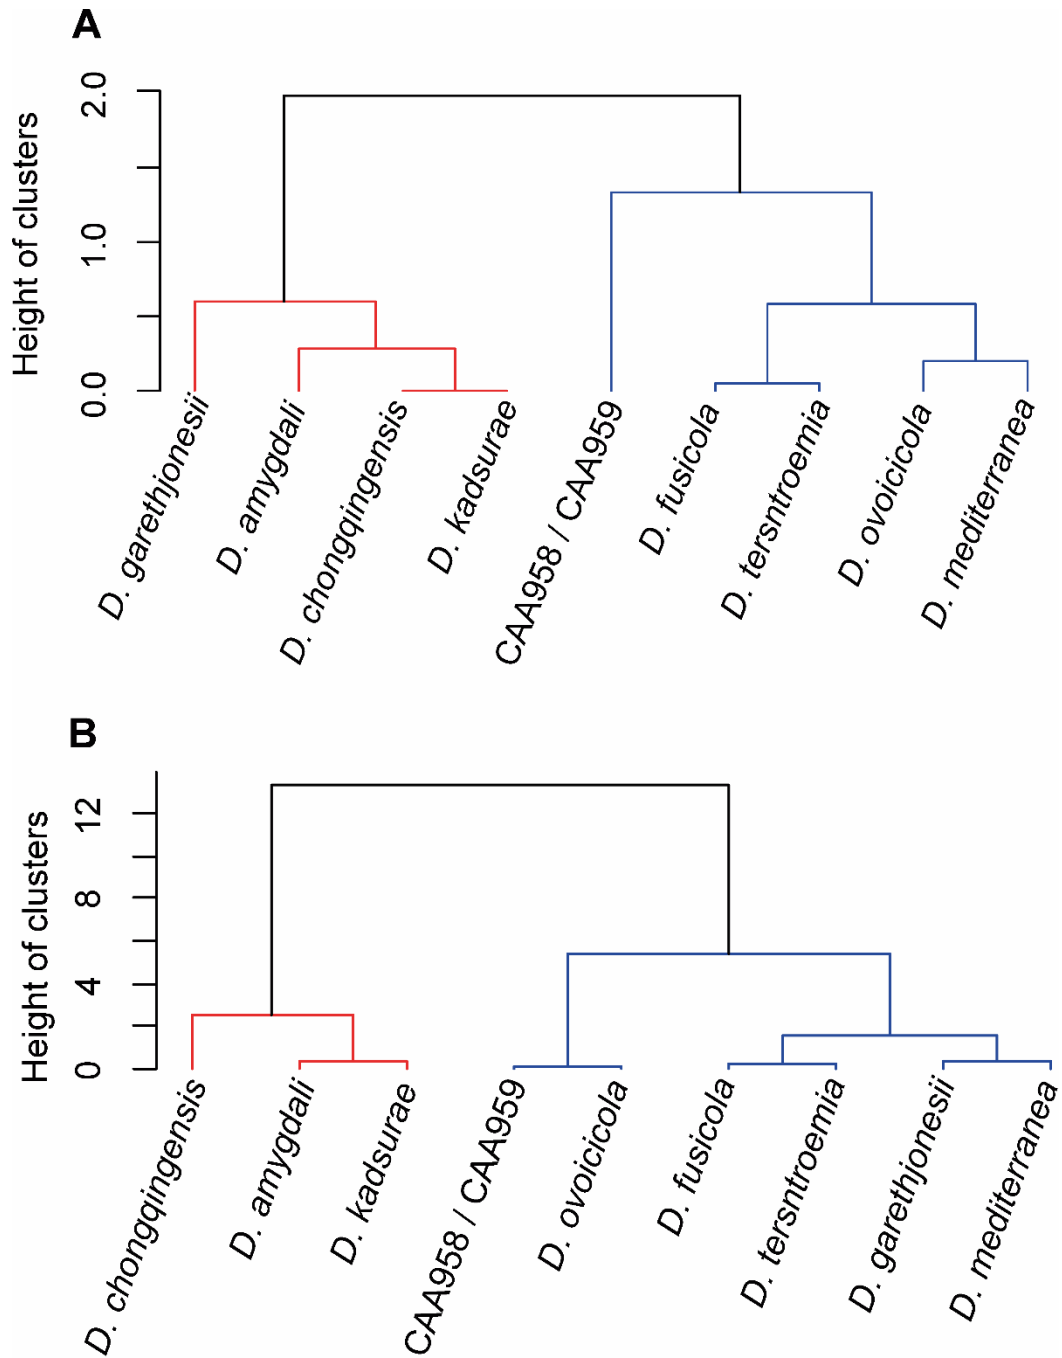 A
Height of clusters
2.0
1.0
0.0
D. garethjonesii
D. amygdali
D. chongqingensis
D. kadsurae
CAA958 / CAA959
D. fusicola
D. tersntroemia
D. ovoicicola
D. mediterranea
B
Height of clusters
12
8
4
0
D. chongqingensis
D. amygdali
D. kadsurae
CAA958 / CAA959
D. ovoicicola
D. fusicola
D. tersntroemia
D. garethjonesii
D. mediterranea